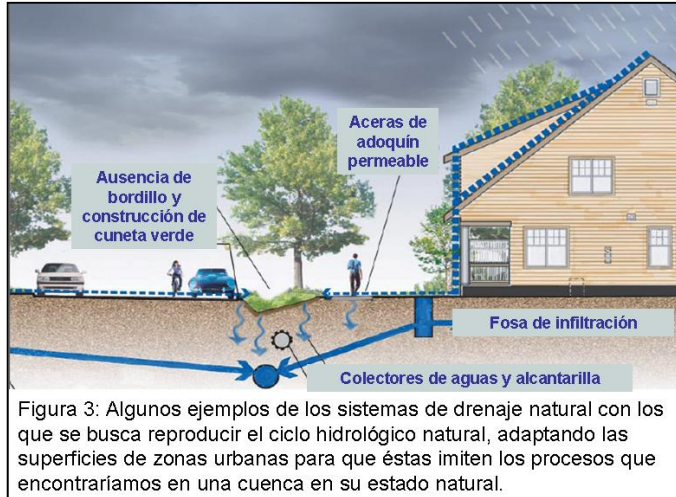 Aceras de
adoquín
permeable
Ausencia de
bordillo y
construcción de
cuneta verde
Fosa de infiltración
Colectores de aguas y alcantarilla
Figura 3: Algunos ejemplos de los sistemas de drenaje natural con los
que se busca reproducir el ciclo hidrológico natural, adaptando las
superficies de zonas urbanas para que éstas imiten los procesos que
encontraríamos en una cuenca en su estado natural.